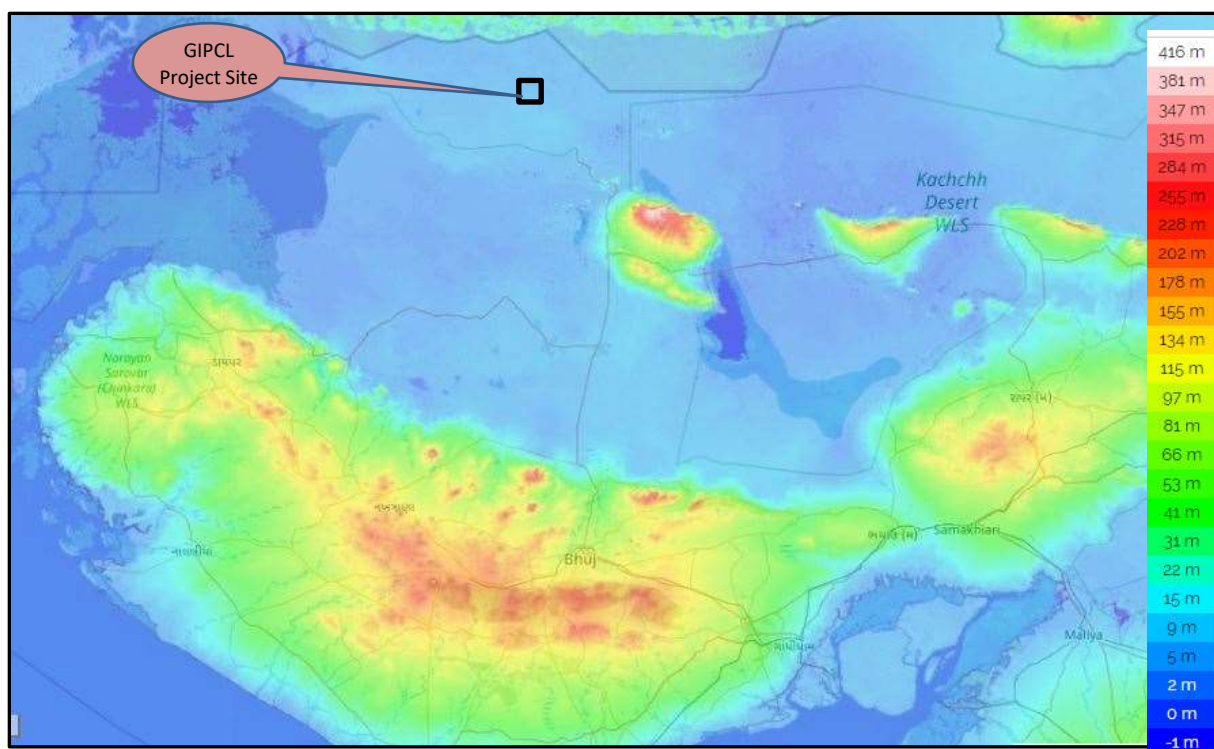 GIPCL
Project Site
Kachchh
Desert
WLS
Narayan
Sarovar
(Chinkara)
WLS
રાપર (મ)
Samakhiari
ભચાઉ (મ)
Bhuj
Maliya
ગાંધીધામ
416 m
381 m
347 m
315 m
284 m
255 m
228 m
202 m
178 m
155 m
134 m
115 m
97 m
81 m
66 m
53 m
41 m
31 m
22 m
15 m
9 m
5 m
2 m
0 m
-1 m